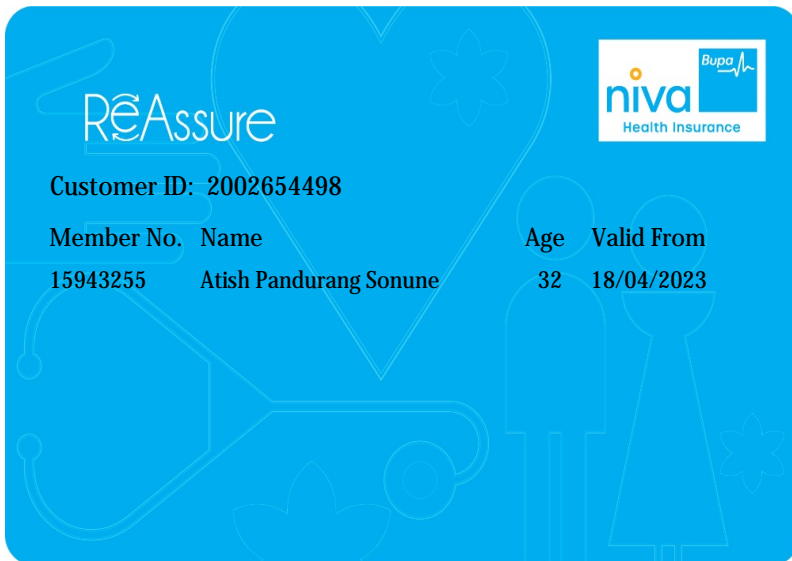 ReAssure
Bupa
niva
Health Insurance
Customer ID: 2002654498
Member No. Name Age Valid From
15943255 Atish Pandurang Sonune 32 18/04/2023